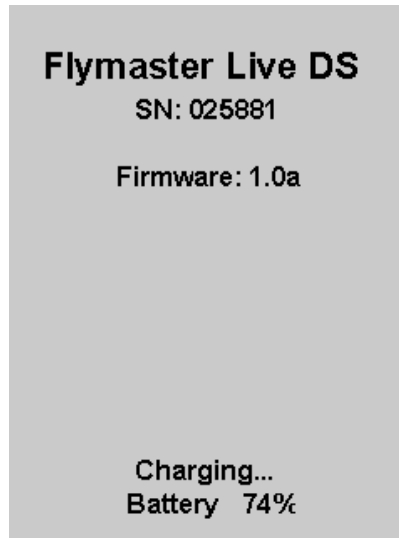 Flymaster Live DS
SN: 025881
Firmware: 1.0a
Charging...
Battery 74%